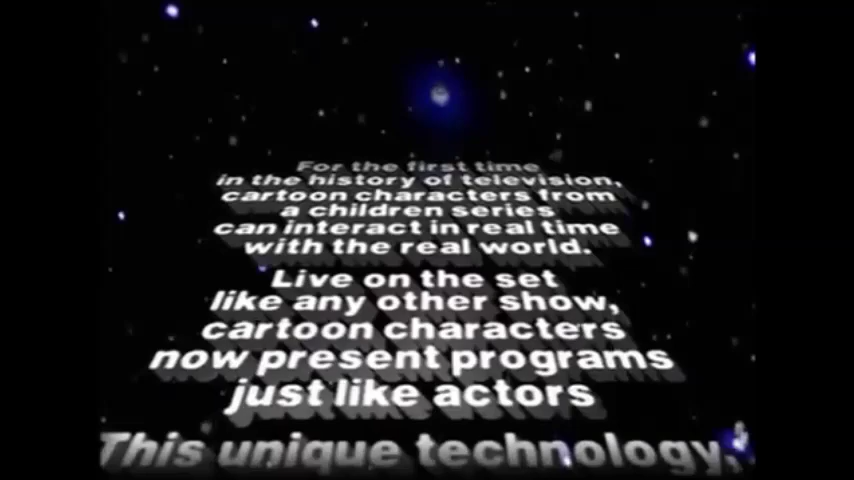 For the first time
in the history of television,
cartoon characters from
a children series
can interact in real time
with the real world.
Live on the set
like any other show,
cartoon characters
now present programs
just like actors
This unique technology,